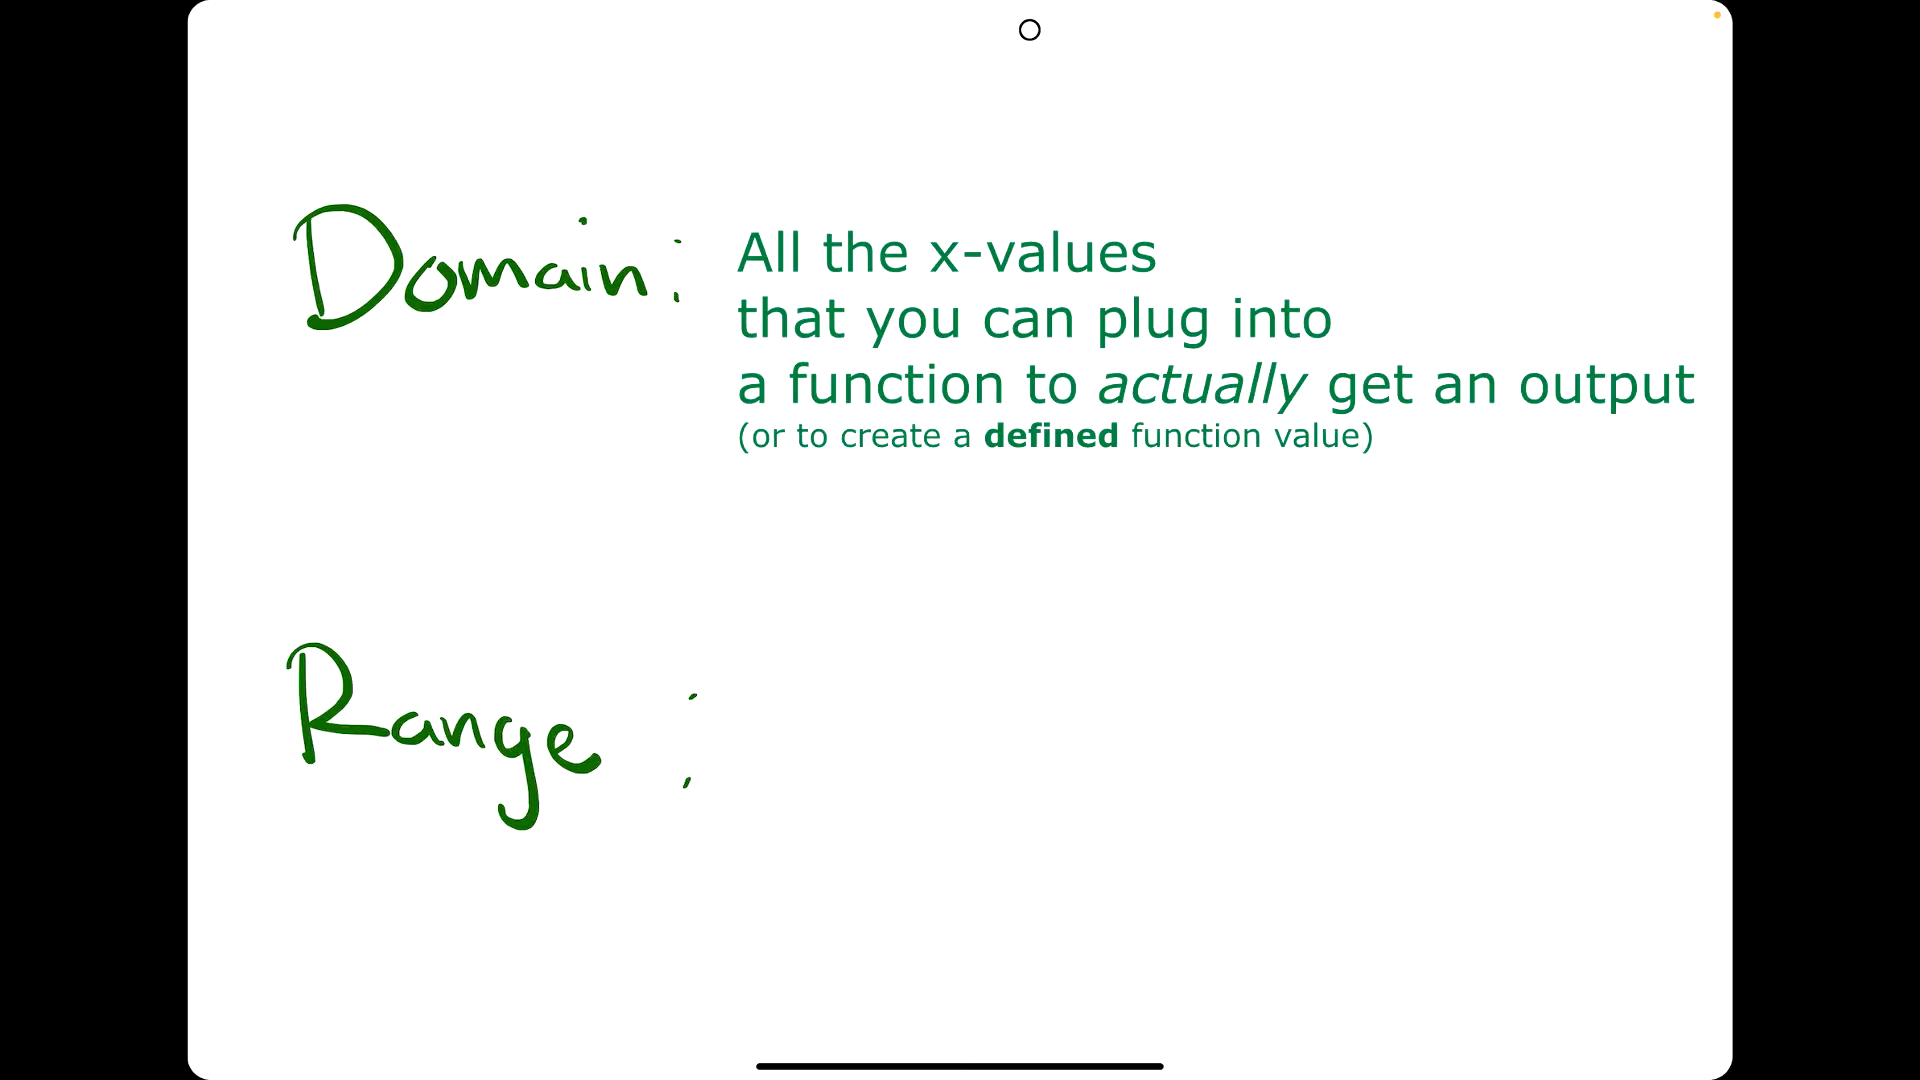 Domain: All the x-values
that you can plug into
a function to actually get an output
(or to create a defined function value)
Range :